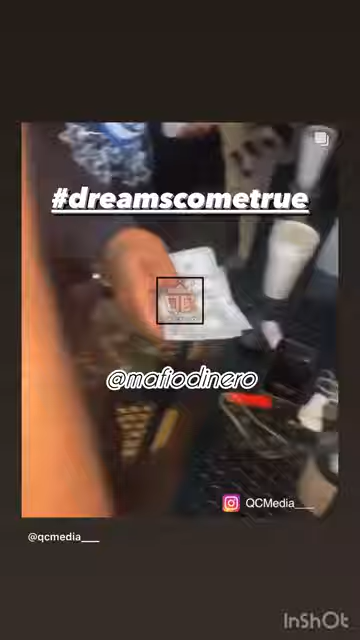 #dreamscometrue
@mafiodinero
QCMedia___
@qcmedia___
InShOt